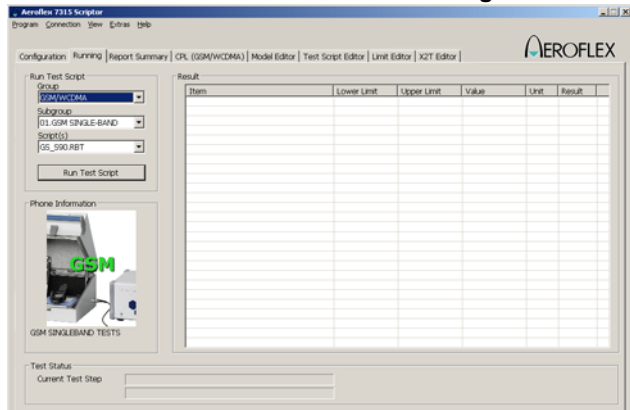 Aeroflex 7315 Scriptor
Program Connection View Extras Help
Configuration Running Report Summary CPL (GSM/WCDMA) Model Editor Test Script Editor Limit Editor X2T Editor
AEROFLEX
Run Test Script
Group
GSM/WCDMA
Subgroup
01.GSM SINGLE-BAND
Script(s)
GS_S90.RBT
Run Test Script
Result
Item Lower Limit Upper Limit Value Unit Result
Phone Information
GSM
GSM SINGLEBAND TESTS
Test Status
Current Test Step